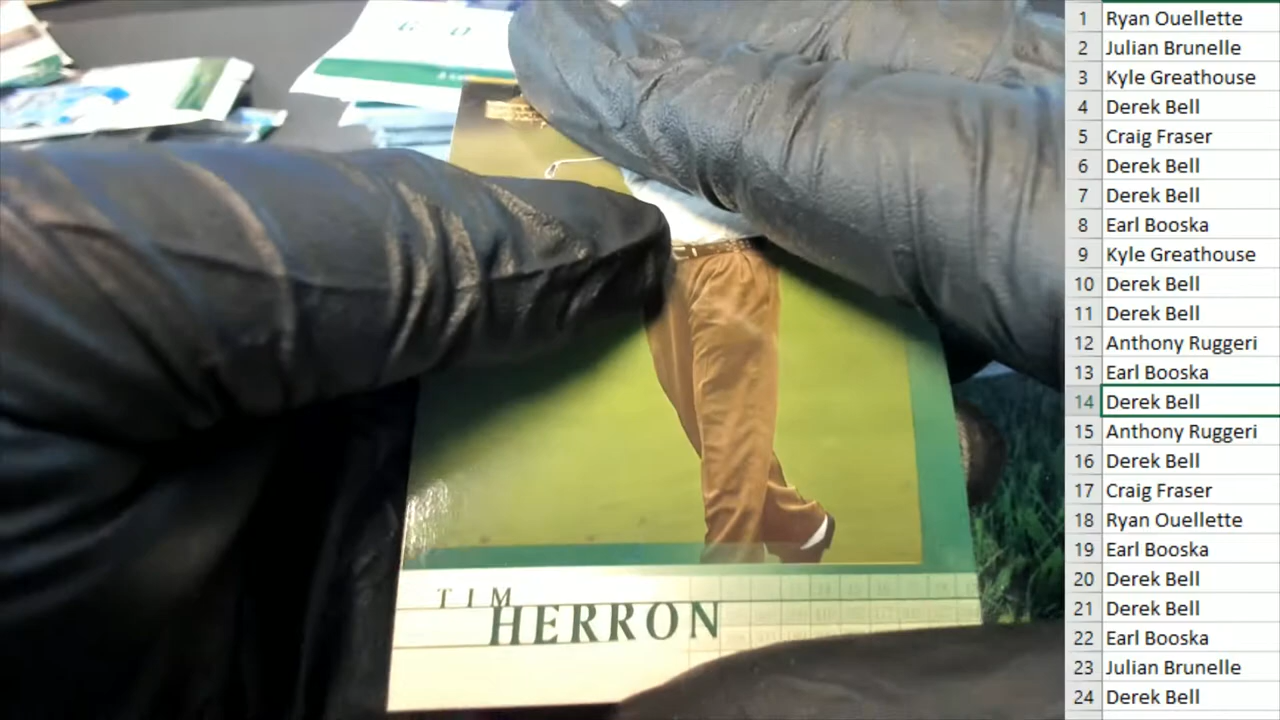 TIM
HERRON
1 Ryan Ouellette
2 Julian Brunelle
3 Kyle Greathouse
4 Derek Bell
5 Craig Fraser
6 Derek Bell
7 Derek Bell
8 Earl Booska
9 Kyle Greathouse
10 Derek Bell
11 Derek Bell
12 Anthony Ruggeri
13 Earl Booska
14 Derek Bell
15 Anthony Ruggeri
16 Derek Bell
17 Craig Fraser
18 Ryan Ouellette
19 Earl Booska
20 Derek Bell
21 Derek Bell
22 Earl Booska
23 Julian Brunelle
24 Derek Bell